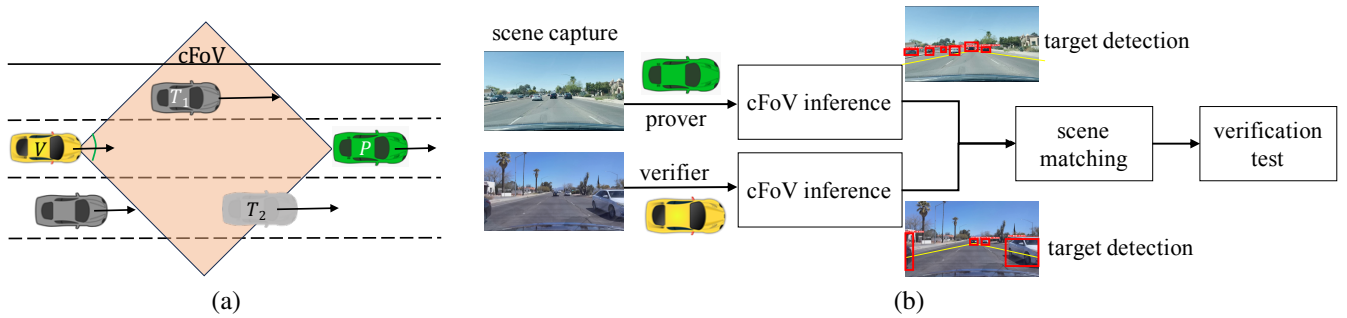 cFoV
T₁
V
P
T₂
(a)
scene capture
prover
verifier
cFoV inference
cFoV inference
target detection
target detection
scene
matching
verification
test
(b)